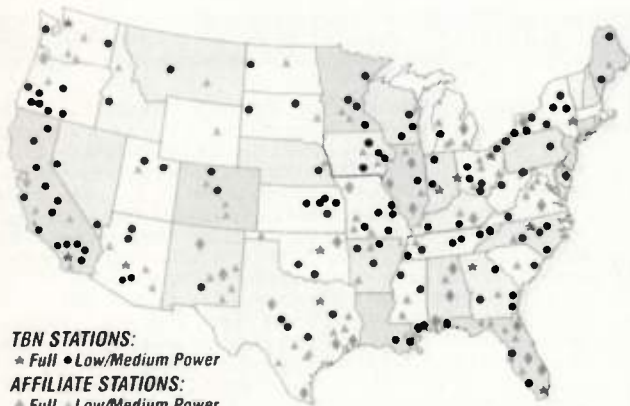 TBN STATIONS:
★ Full ● Low/Medium Power
AFFILIATE STATIONS:
▲ Full ▲ Low/Medium Power